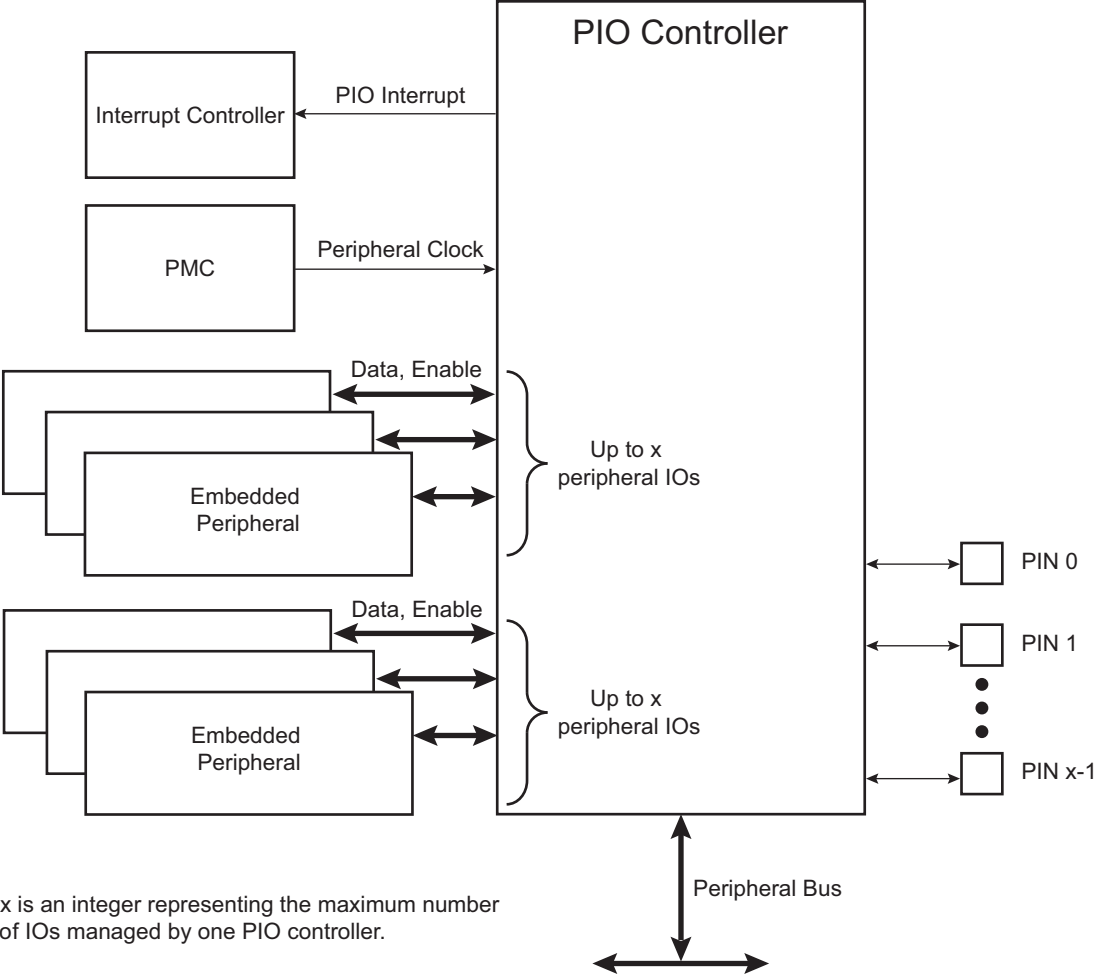 PIO Controller
PIO Interrupt
Interrupt Controller
Peripheral Clock
PMC
Data, Enable
Up to x
peripheral IOs
Embedded
Peripheral
PIN 0
Data, Enable
PIN 1
Up to x
peripheral IOs
Embedded
Peripheral
PIN x-1
Peripheral Bus
x is an integer representing the maximum number
of IOs managed by one PIO controller.